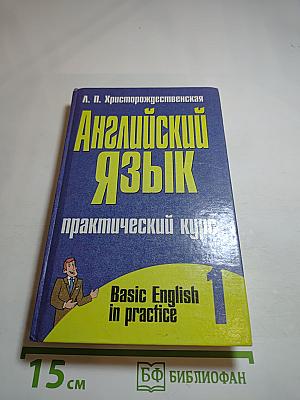 Л. П. Христорождественская
Английский
язык
практический курс
1
Basic English
in practice
15 см
БФ БИБЛИОФАН